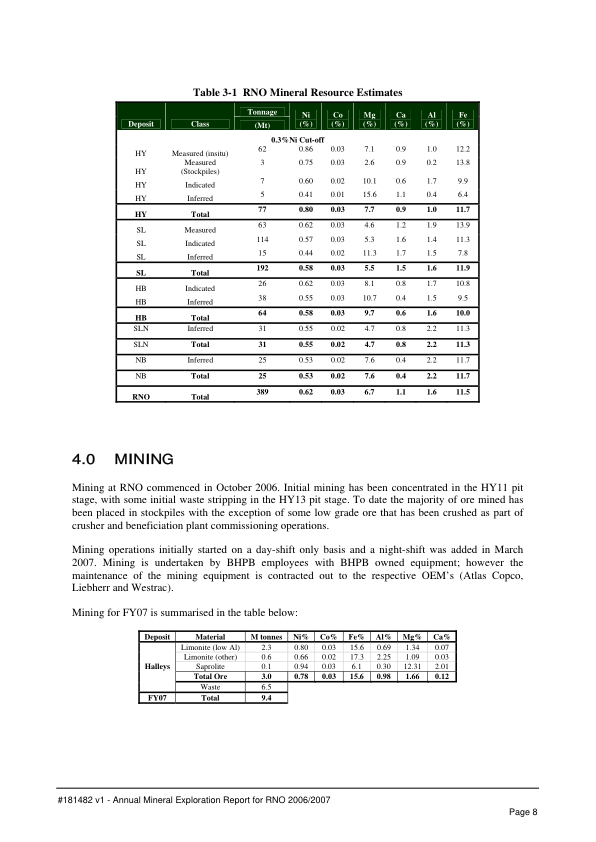 Table 3-1 RNO Mineral Resource Estimates
Deposit Class Tonnage (Mt) Ni (%) Co (%) Mg (%) Ca (%) Al (%) Fe (%)
0.3%Ni Cut-off
HY Measured (insitu) 62 0.86 0.03 7.1 0.9 1.0 12.2
HY Measured (Stockpiles) 3 0.75 0.03 2.6 0.9 0.2 13.8
HY Indicated 7 0.60 0.02 10.1 0.6 1.7 9.9
HY Inferred 5 0.41 0.01 15.6 1.1 0.4 6.4
HY Total 77 0.80 0.03 7.7 0.9 1.0 11.7
SL Measured 63 0.62 0.03 4.6 1.2 1.9 13.9
SL Indicated 114 0.57 0.03 5.3 1.6 1.4 11.3
SL Inferred 15 0.44 0.02 11.3 1.7 1.5 7.8
SL Total 192 0.58 0.03 5.5 1.5 1.6 11.9
HB Indicated 26 0.62 0.03 8.1 0.8 1.7 10.8
HB Inferred 38 0.55 0.03 10.7 0.4 1.5 9.5
HB Total 64 0.58 0.03 9.7 0.6 1.6 10.0
SLN Inferred 31 0.55 0.02 4.7 0.8 2.2 11.3
SLN Total 31 0.55 0.02 4.7 0.8 2.2 11.3
NB Inferred 25 0.53 0.02 7.6 0.4 2.2 11.7
NB Total 25 0.53 0.02 7.6 0.4 2.2 11.7
RNO Total 389 0.62 0.03 6.7 1.1 1.6 11.5
4.0 MINING
Mining at RNO commenced in October 2006. Initial mining has been concentrated in the HY11 pit
stage, with some initial waste stripping in the HY13 pit stage. To date the majority of ore mined has
been placed in stockpiles with the exception of some low grade ore that has been crushed as part of
crusher and beneficiation plant commissioning operations.
Mining operations initially started on a day-shift only basis and a night-shift was added in March
2007. Mining is undertaken by BHPB employees with BHPB owned equipment; however the
maintenance of the mining equipment is contracted out to the respective OEM's (Atlas Copco,
Liebherr and Westrac).
Mining for FY07 is summarised in the table below:
Deposit Material M tonnes Ni% Co% Fe% Al% Mg% Ca%
Limonite (low Al) 2.3 0.80 0.03 15.6 0.69 1.34 0.07
Limonite (other) 0.6 0.66 0.02 17.3 2.25 1.09 0.03
Halleys Saprolite 0.1 0.94 0.03 6.1 0.30 12.31 2.01
Total Ore 3.0 0.78 0.03 15.6 0.98 1.66 0.12
Waste 6.5
FY07 Total 9.4
#181482 v1 - Annual Mineral Exploration Report for RNO 2006/2007
Page 8